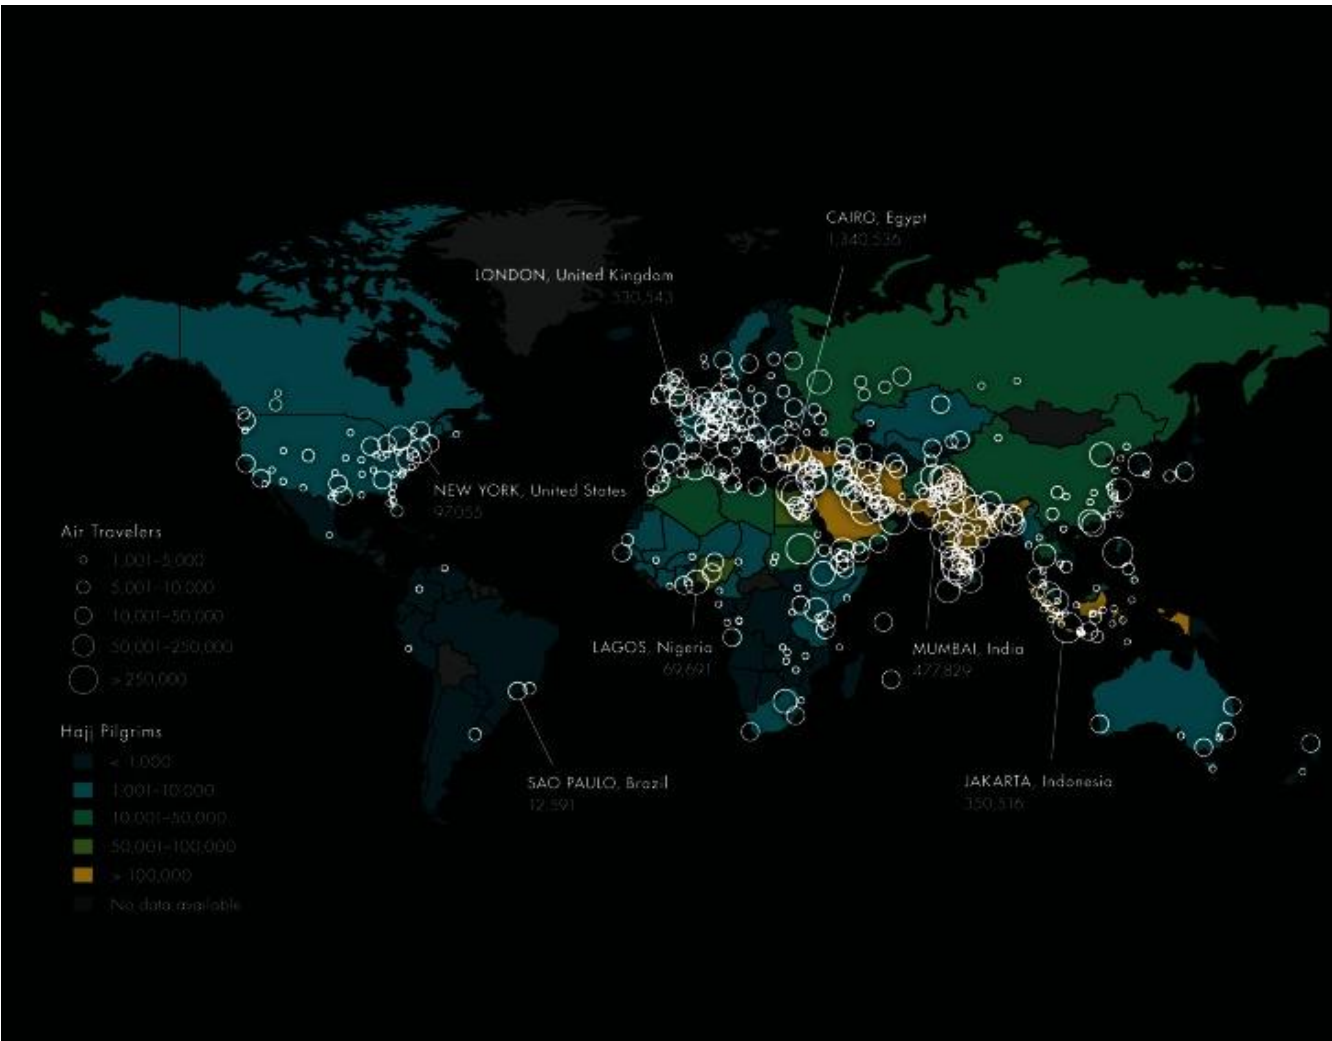 CAIRO, Egypt
1,340,536
LONDON, United Kingdom
530,543
NEW YORK, United States
97,055
Air Travelers
1,001–5,000
5,001–10,000
10,001–50,000
50,001–250,000
> 250,000
LAGOS, Nigeria
69,691
MUMBAI, India
477,829
Hajj Pilgrims
< 1,000
1,001–10,000
10,001–50,000
50,001–100,000
> 100,000
No data available
SAO PAULO, Brazil
12,591
JAKARTA, Indonesia
350,516